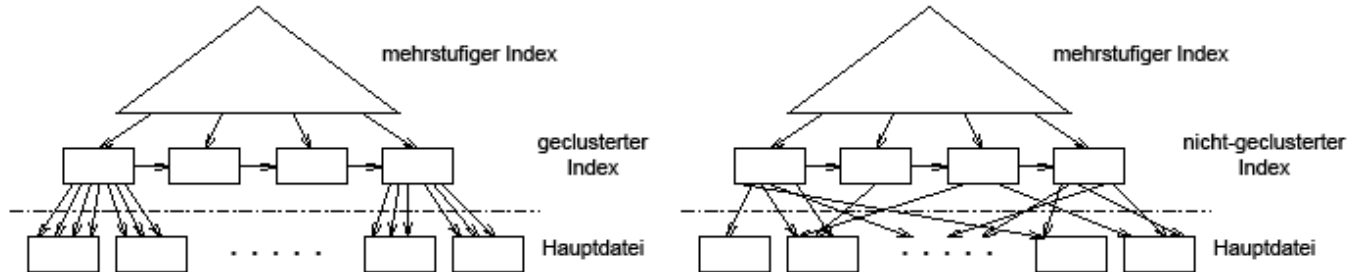 mehrstufiger Index
geclusterter
Index
Hauptdatei
mehrstufiger Index
nicht-geclusterter
Index
Hauptdatei